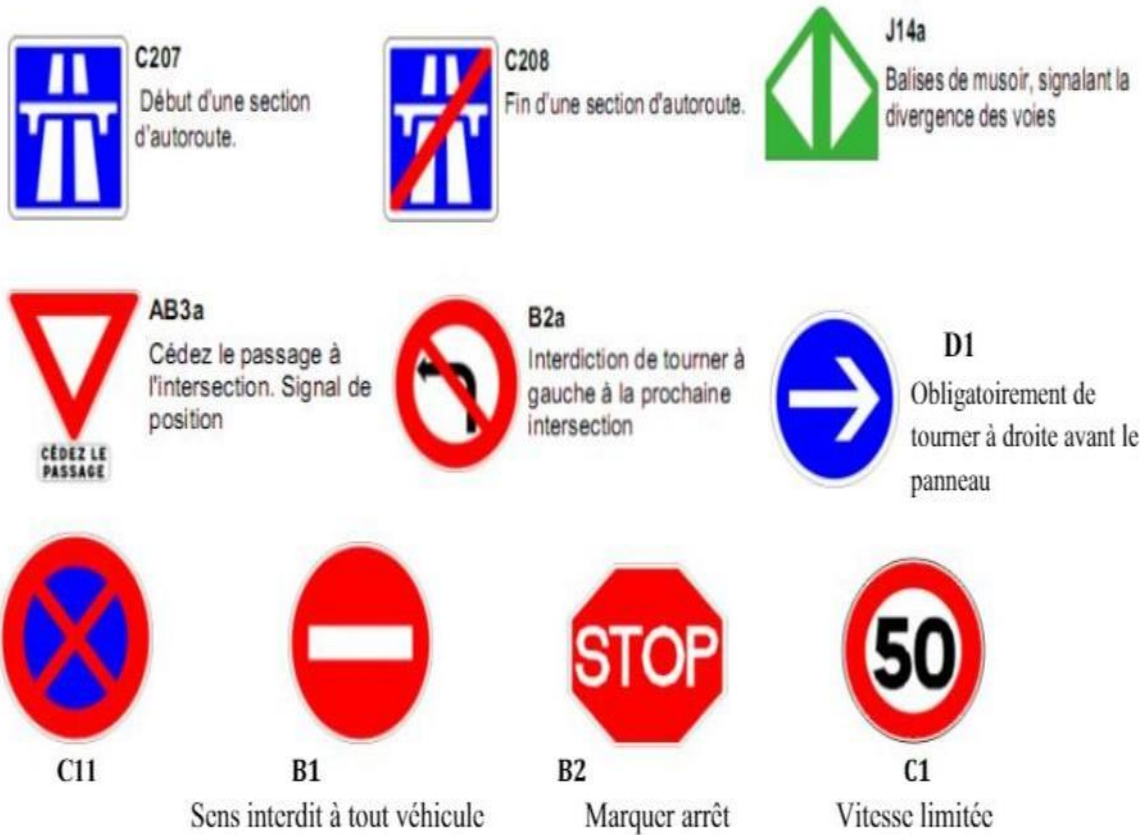 C207
Début d'une section
d'autoroute.
C208
Fin d'une section d'autoroute.
J14a
Balises de musoir, signalant la
divergence des voies
AB3a
Cédez le passage à
l'intersection. Signal de
position
CÉDEZ LE
PASSAGE
B2a
Interdiction de tourner à
gauche à la prochaine
intersection
D1
Obligatoirement de
tourner à droite avant le
panneau
STOP
50
C11
B1
B2
C1
Sens interdit à tout véhicule
Marquer arrêt
Vitesse limitée